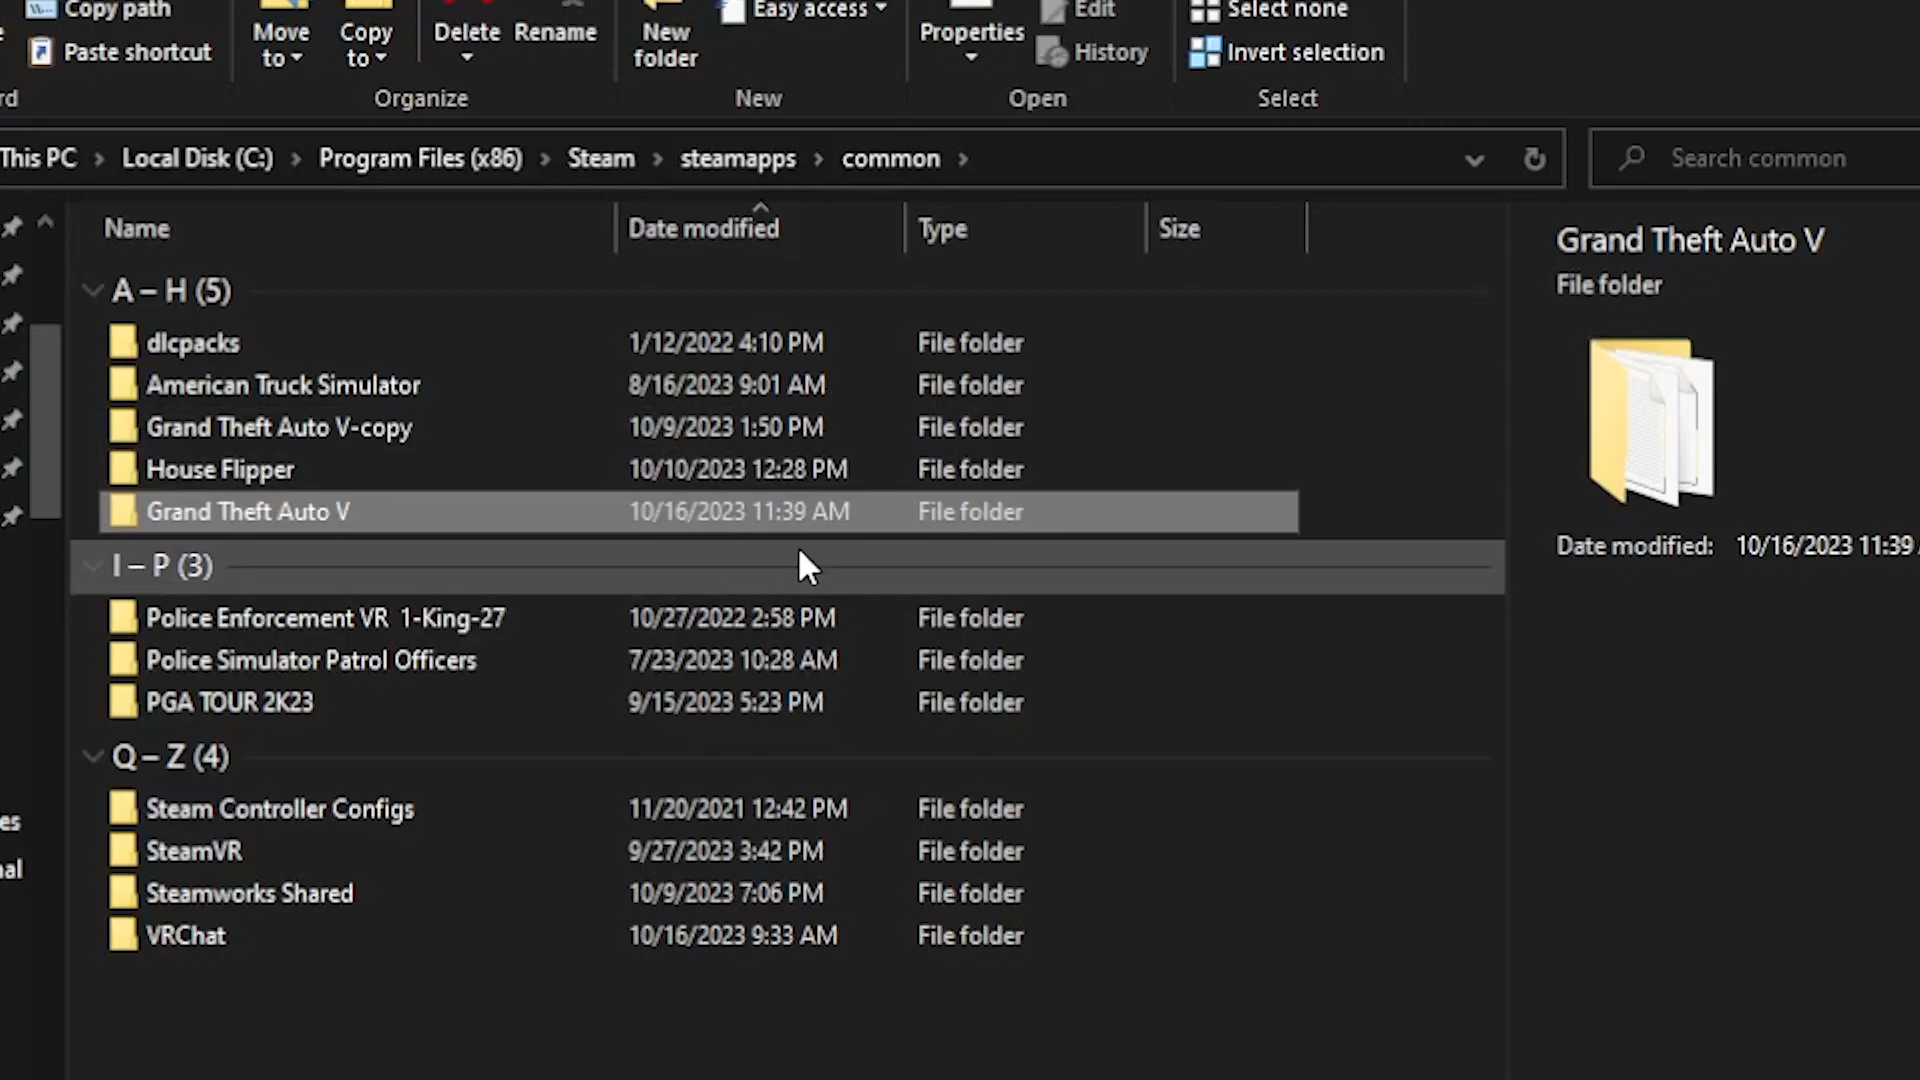 Copy path
Paste shortcut
Move to
Copy to
Delete
Rename
New folder
Easy access
Properties
Edit
History
Select none
Invert selection
rd
Organize
New
Open
Select
This PC > Local Disk (C:) > Program Files (x86) > Steam > steamapps > common >
Search common
Name Date modified Type Size
A – H (5)
dlcpacks 1/12/2022 4:10 PM File folder
American Truck Simulator 8/16/2023 9:01 AM File folder
Grand Theft Auto V-copy 10/9/2023 1:50 PM File folder
House Flipper 10/10/2023 12:28 PM File folder
Grand Theft Auto V 10/16/2023 11:39 AM File folder
I – P (3)
Police Enforcement VR 1-King-27 10/27/2022 2:58 PM File folder
Police Simulator Patrol Officers 7/23/2023 10:28 AM File folder
PGA TOUR 2K23 9/15/2023 5:23 PM File folder
Q – Z (4)
Steam Controller Configs 11/20/2021 12:42 PM File folder
SteamVR 9/27/2023 3:42 PM File folder
Steamworks Shared 10/9/2023 7:06 PM File folder
VRChat 10/16/2023 9:33 AM File folder
es
nal
Grand Theft Auto V
File folder
Date modified: 10/16/2023 11:39